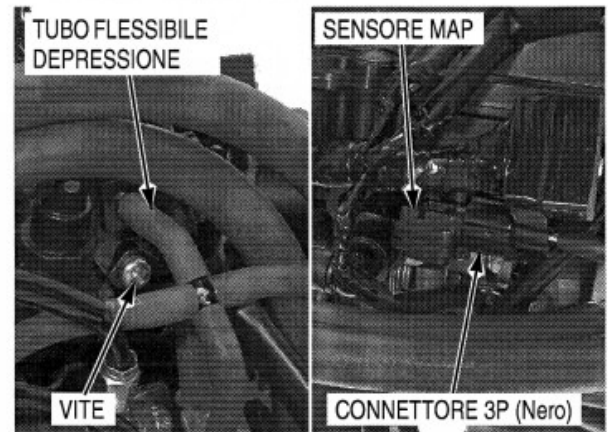 TUBO FLESSIBILE
DEPRESSIONE
VITE
SENSORE MAP
CONNETTORE 3P (Nero)